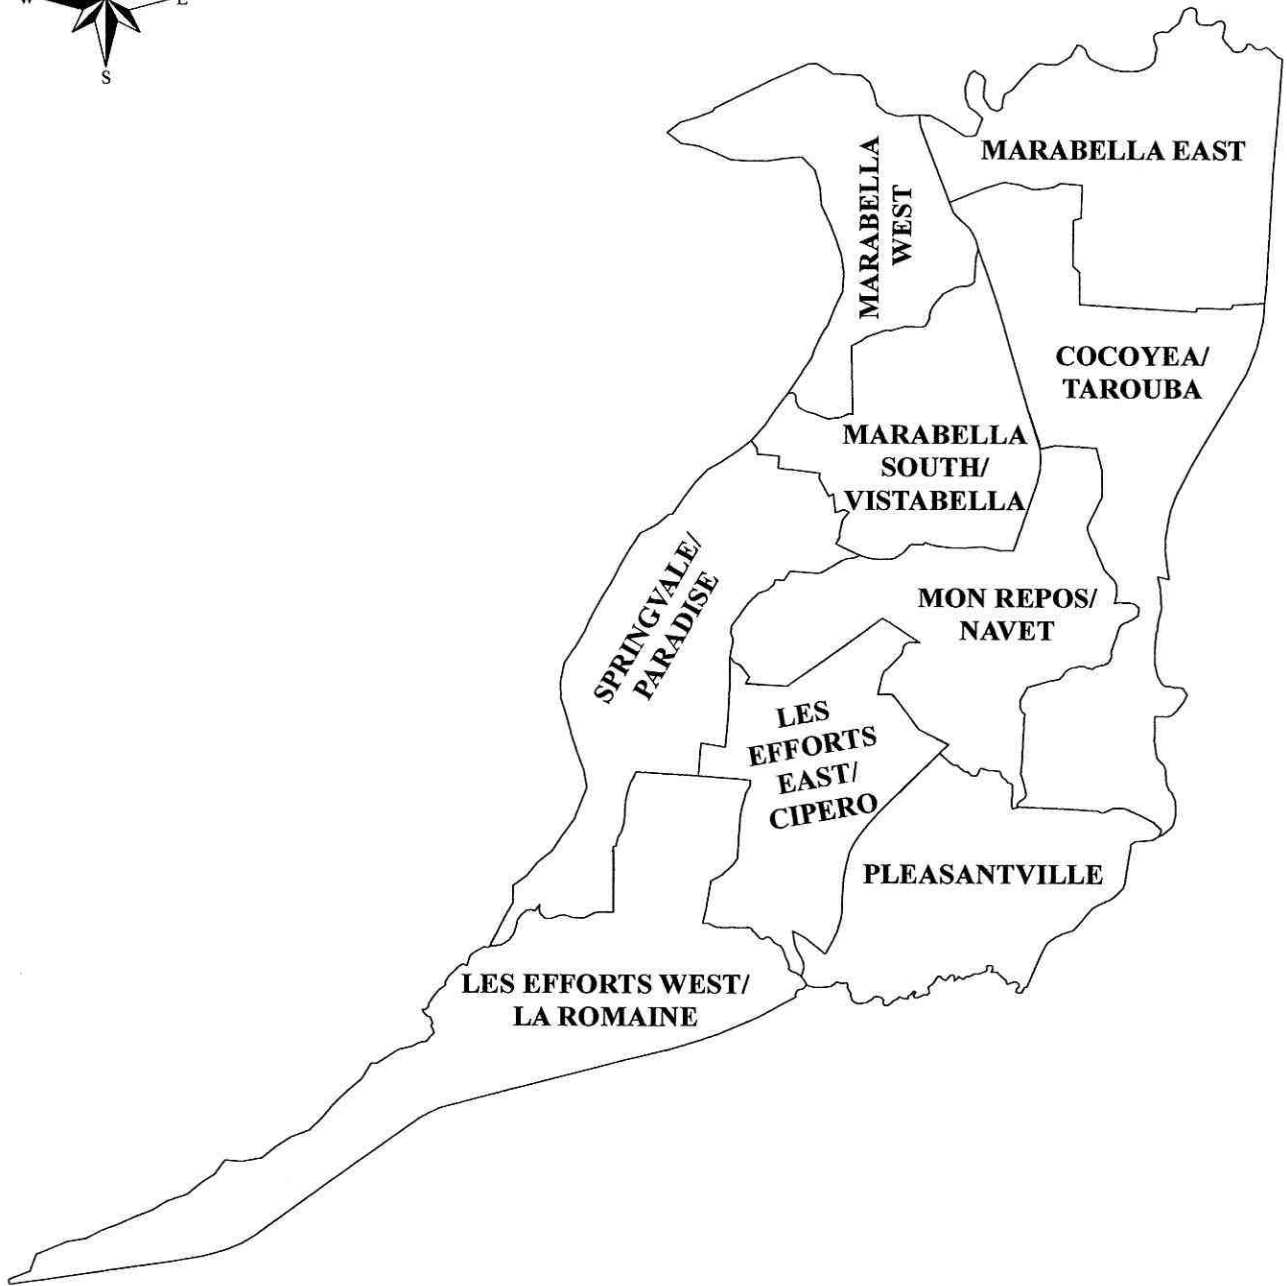 W
E
S
MARABELLA EAST
MARABELLA
WEST
COCOYEA/
TAROUBA
MARABELLA
SOUTH/
VISTABELLA
SPRINGVALE/
PARADISE
MON REPOS/
NAVET
LES
EFFORTS
EAST/
CIPERO
PLEASANTVILLE
LES EFFORTS WEST/
LA ROMAINE